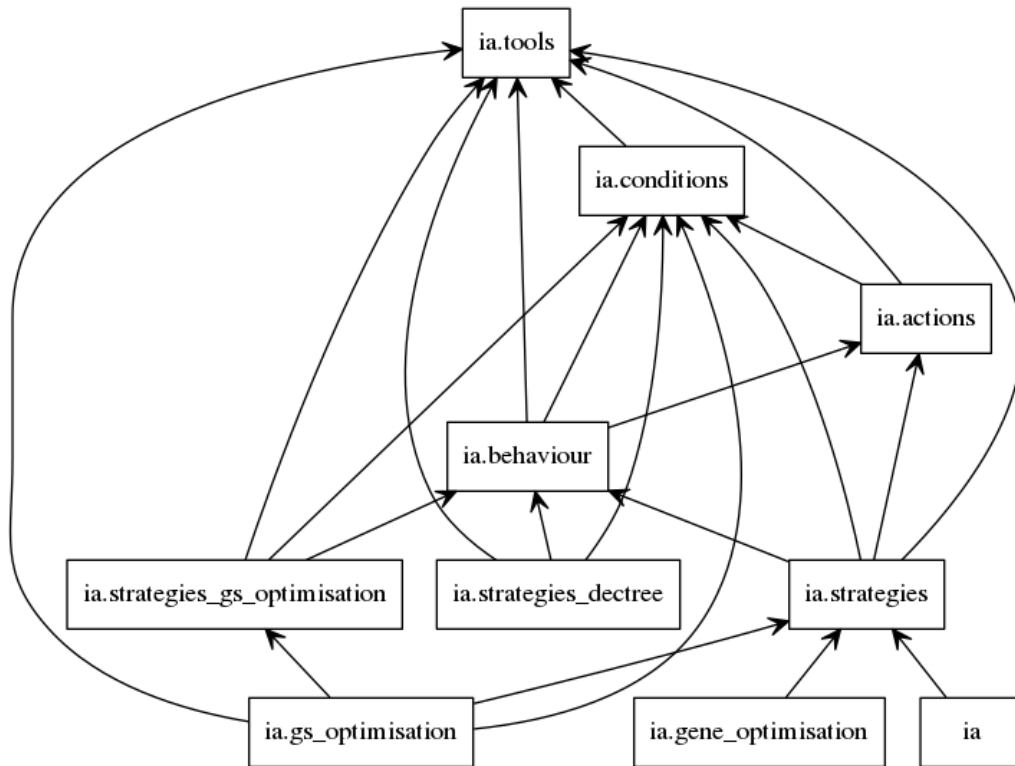 ia.tools
ia.conditions
ia.actions
ia.behaviour
ia.strategies_gs_optimisation
ia.strategies_dectree
ia.strategies
ia.gs_optimisation
ia.gene_optimisation
ia